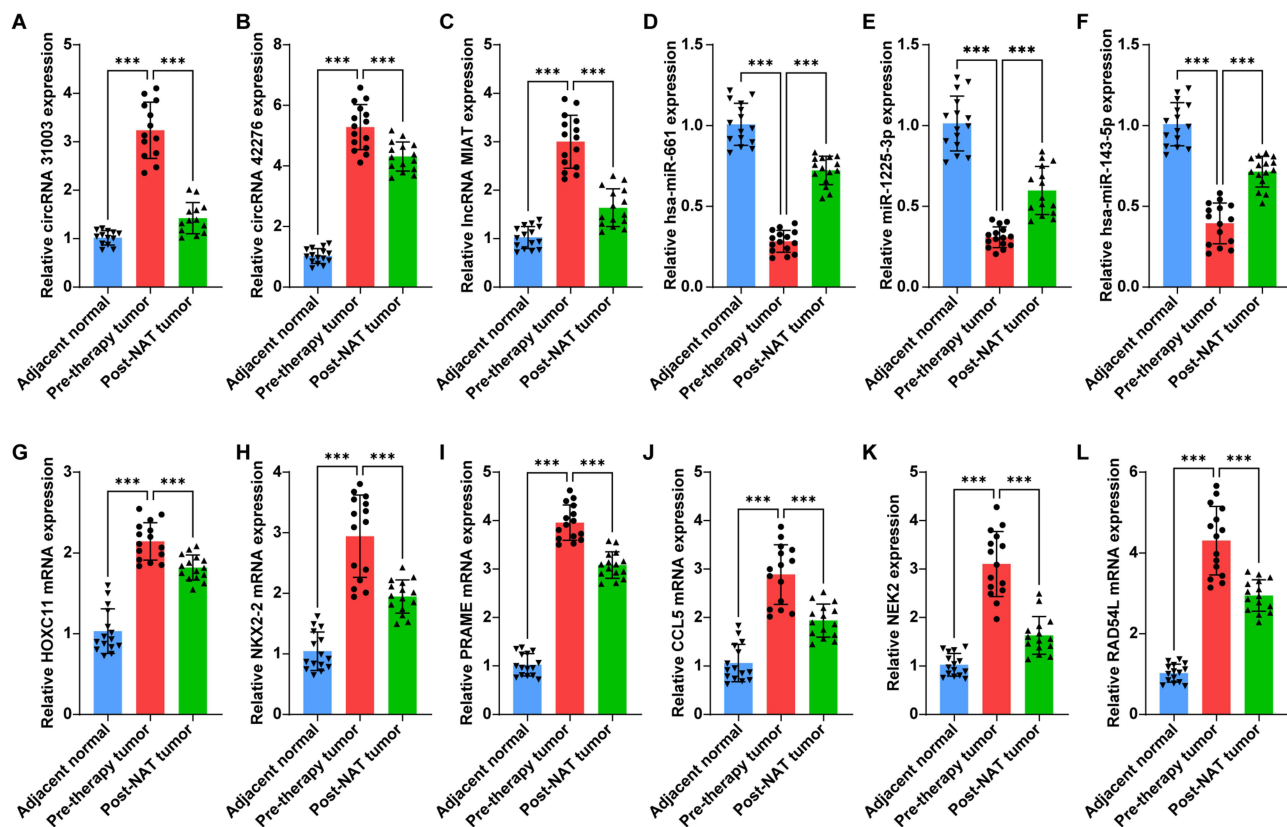 A
Relative circRNA 31003 expression
5
4
3
2
1
0
***
***
Adjacent normal
Pre-therapy tumor
Post-NAT tumor
B
Relative circRNA 42276 expression
8
6
4
2
0
***
***
Adjacent normal
Pre-therapy tumor
Post-NAT tumor
C
Relative lncRNA MIAT expression
5
4
3
2
1
0
***
***
Adjacent normal
Pre-therapy tumor
Post-NAT tumor
D
Relative hsa-miR-661 expression
1.5
1.0
0.5
0.0
***
***
Adjacent normal
Pre-therapy tumor
Post-NAT tumor
E
Relative miR-1225-3p expression
1.5
1.0
0.5
0.0
***
***
Adjacent normal
Pre-therapy tumor
Post-NAT tumor
F
Relative hsa-miR-143-5p expression
1.5
1.0
0.5
0.0
***
***
Adjacent normal
Pre-therapy tumor
Post-NAT tumor
G
Relative HOXC11 mRNA expression
3
2
1
0
***
***
Adjacent normal
Pre-therapy tumor
Post-NAT tumor
H
Relative NKX2-2 mRNA expression
4
3
2
1
0
***
***
Adjacent normal
Pre-therapy tumor
Post-NAT tumor
I
Relative PRAME mRNA expression
5
4
3
2
1
0
***
***
Adjacent normal
Pre-therapy tumor
Post-NAT tumor
J
Relative CCL5 mRNA expression
5
4
3
2
1
0
***
***
Adjacent normal
Pre-therapy tumor
Post-NAT tumor
K
Relative NEK2 expression
5
4
3
2
1
0
***
***
Adjacent normal
Pre-therapy tumor
Post-NAT tumor
L
Relative RAD54L mRNA expression
6
4
2
0
***
***
Adjacent normal
Pre-therapy tumor
Post-NAT tumor